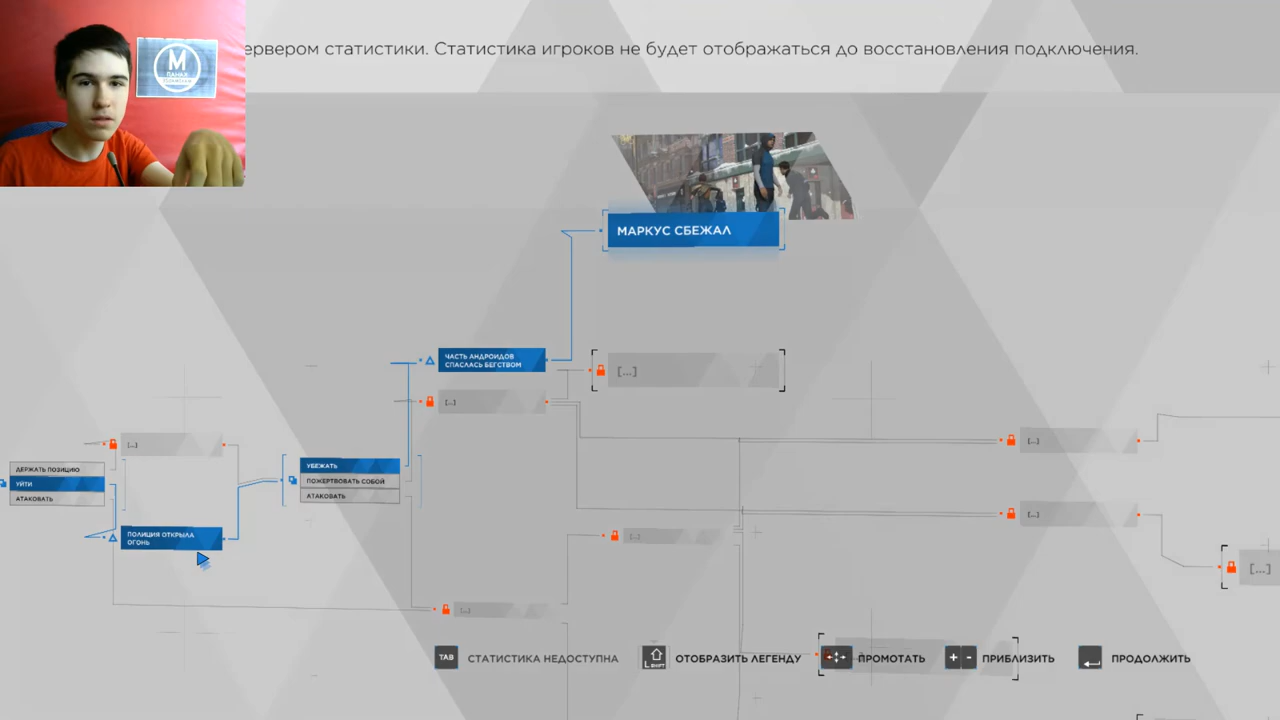 ервером статистики. Статистика игроков не будет отображаться до восстановления подключения.
М
МАРКУС СБЕЖАЛ
ЧАСТЬ АНДРОИДОВ
СПАСЛАСЬ БЕГСТВОМ
[...]
[...]
[...]
[...]
ДЕРЖАТЬ ПОЗИЦИЮ
УЙТИ
АТАКОВАТЬ
УБЕЖАТЬ
ПОЖЕРТВОВАТЬ СОБОЙ
АТАКОВАТЬ
[...]
ПОЛИЦИЯ ОТКРЫЛА
ОГОНЬ
[...]
[...]
[...]
TAB СТАТИСТИКА НЕДОСТУПНА
L SHIFT ОТОБРАЗИТЬ ЛЕГЕНДУ
ПРОМОТАТЬ
+ - ПРИБЛИЗИТЬ
ПРОДОЛЖИТЬ